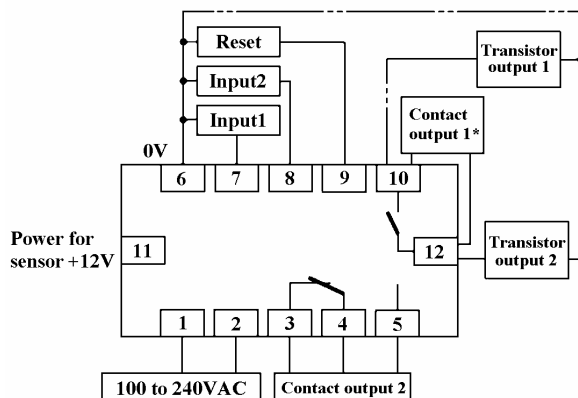 Reset
Transistor
output 1
Input2
Contact
output 1*
Input1
0V
6
7
8
9
10
Power for
sensor +12V
11
12
Transistor
output 2
1
2
3
4
5
100 to 240VAC
Contact output 2